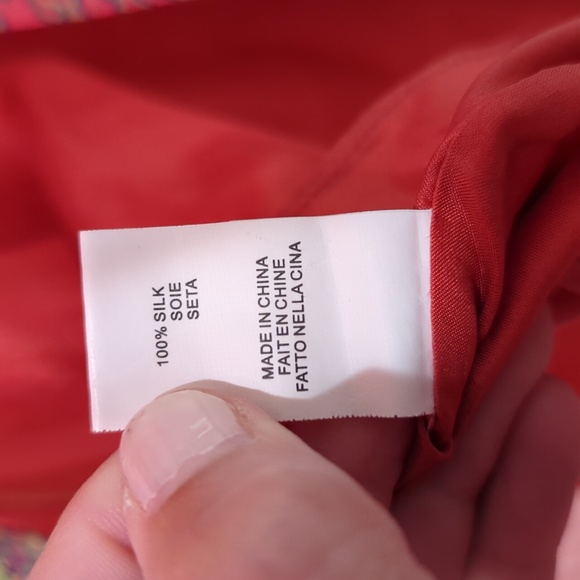 100% SILK
SOIE
SETA
MADE IN CHINA
FAIT EN CHINE
FATTO NELLA CINA